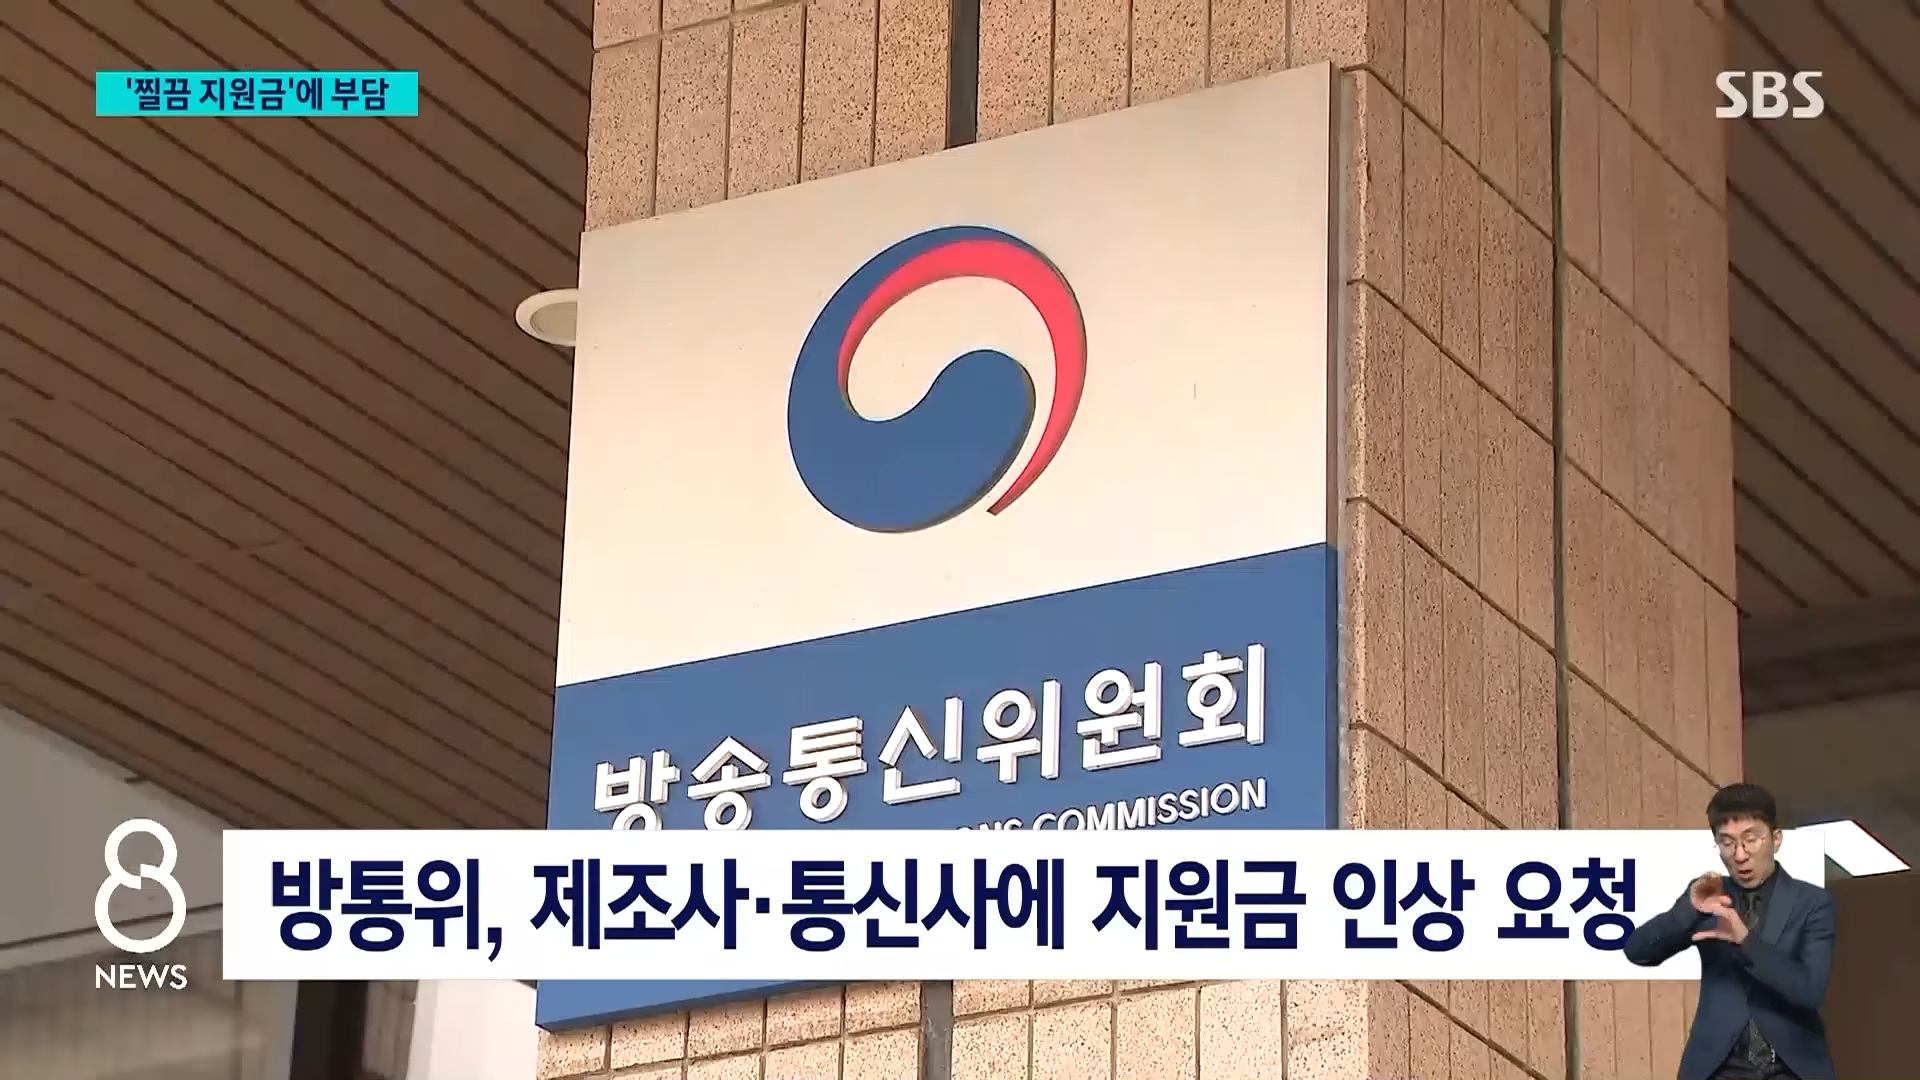 '찔끔 지원금'에 부담
SBS
방송통신위원회
COMMISSION
8
NEWS
방통위, 제조사·통신사에 지원금 인상 요청